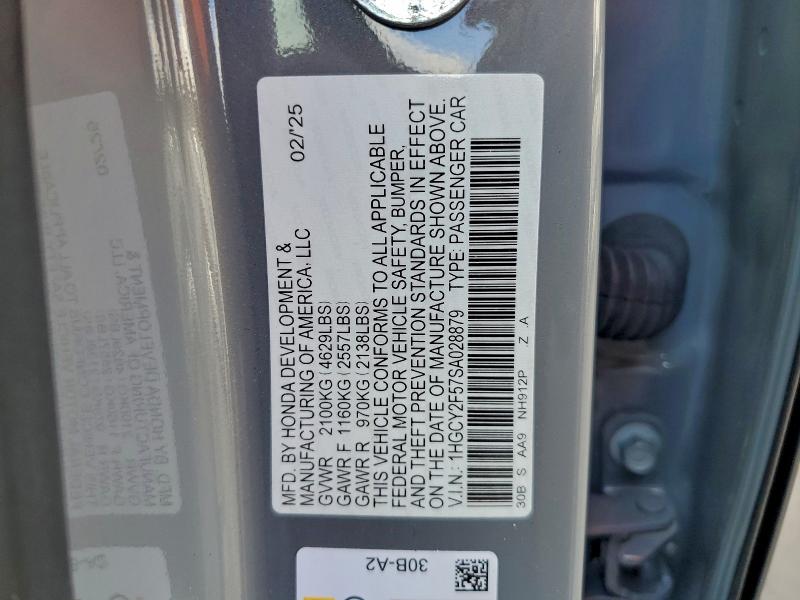 MFD. BY HONDA DEVELOPMENT &
MANUFACTURING OF AMERICA, LLC 02/'25
GVWR 2100KG (4629LBS)
GAWR F 1160KG (2557LBS)
GAWR R 970KG (2138LBS)
THIS VEHICLE CONFORMS TO ALL APPLICABLE
FEDERAL MOTOR VEHICLE SAFETY, BUMPER,
AND THEFT PREVENTION STANDARDS IN EFFECT
ON THE DATE OF MANUFACTURE SHOWN ABOVE.
V.I.N.: 1HGCY2F57SA028879 TYPE: PASSENGER CAR
30B S AA9 NH912P Z A
30B-A2